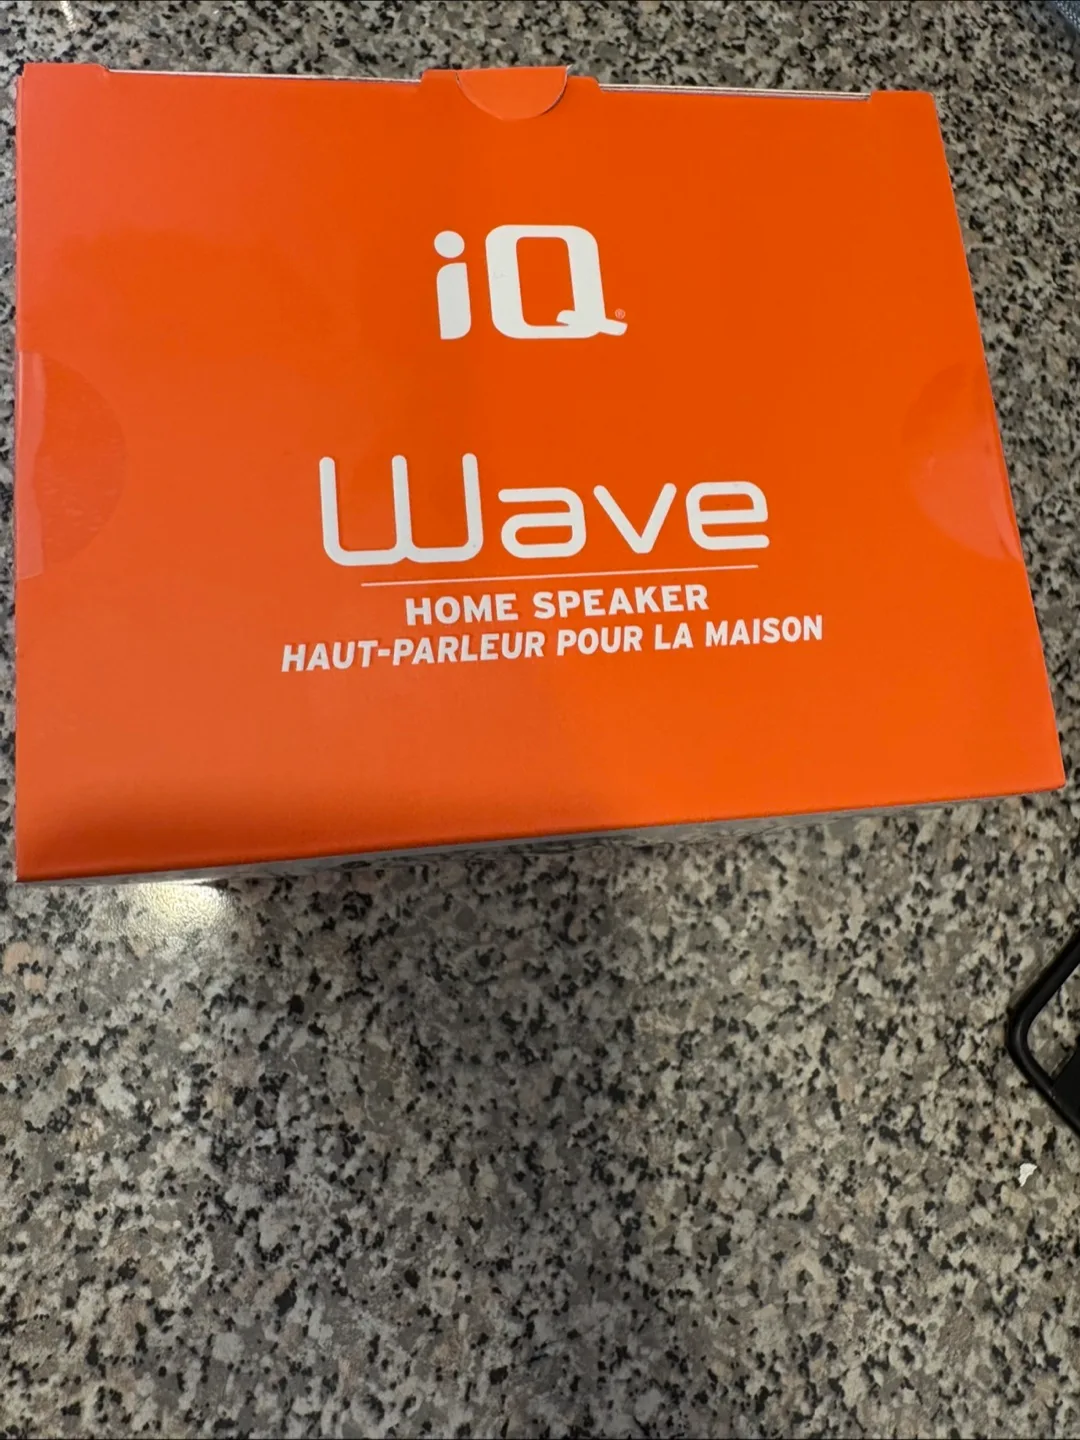 iQ®
Wave
HOME SPEAKER
HAUT-PARLEUR POUR LA MAISON